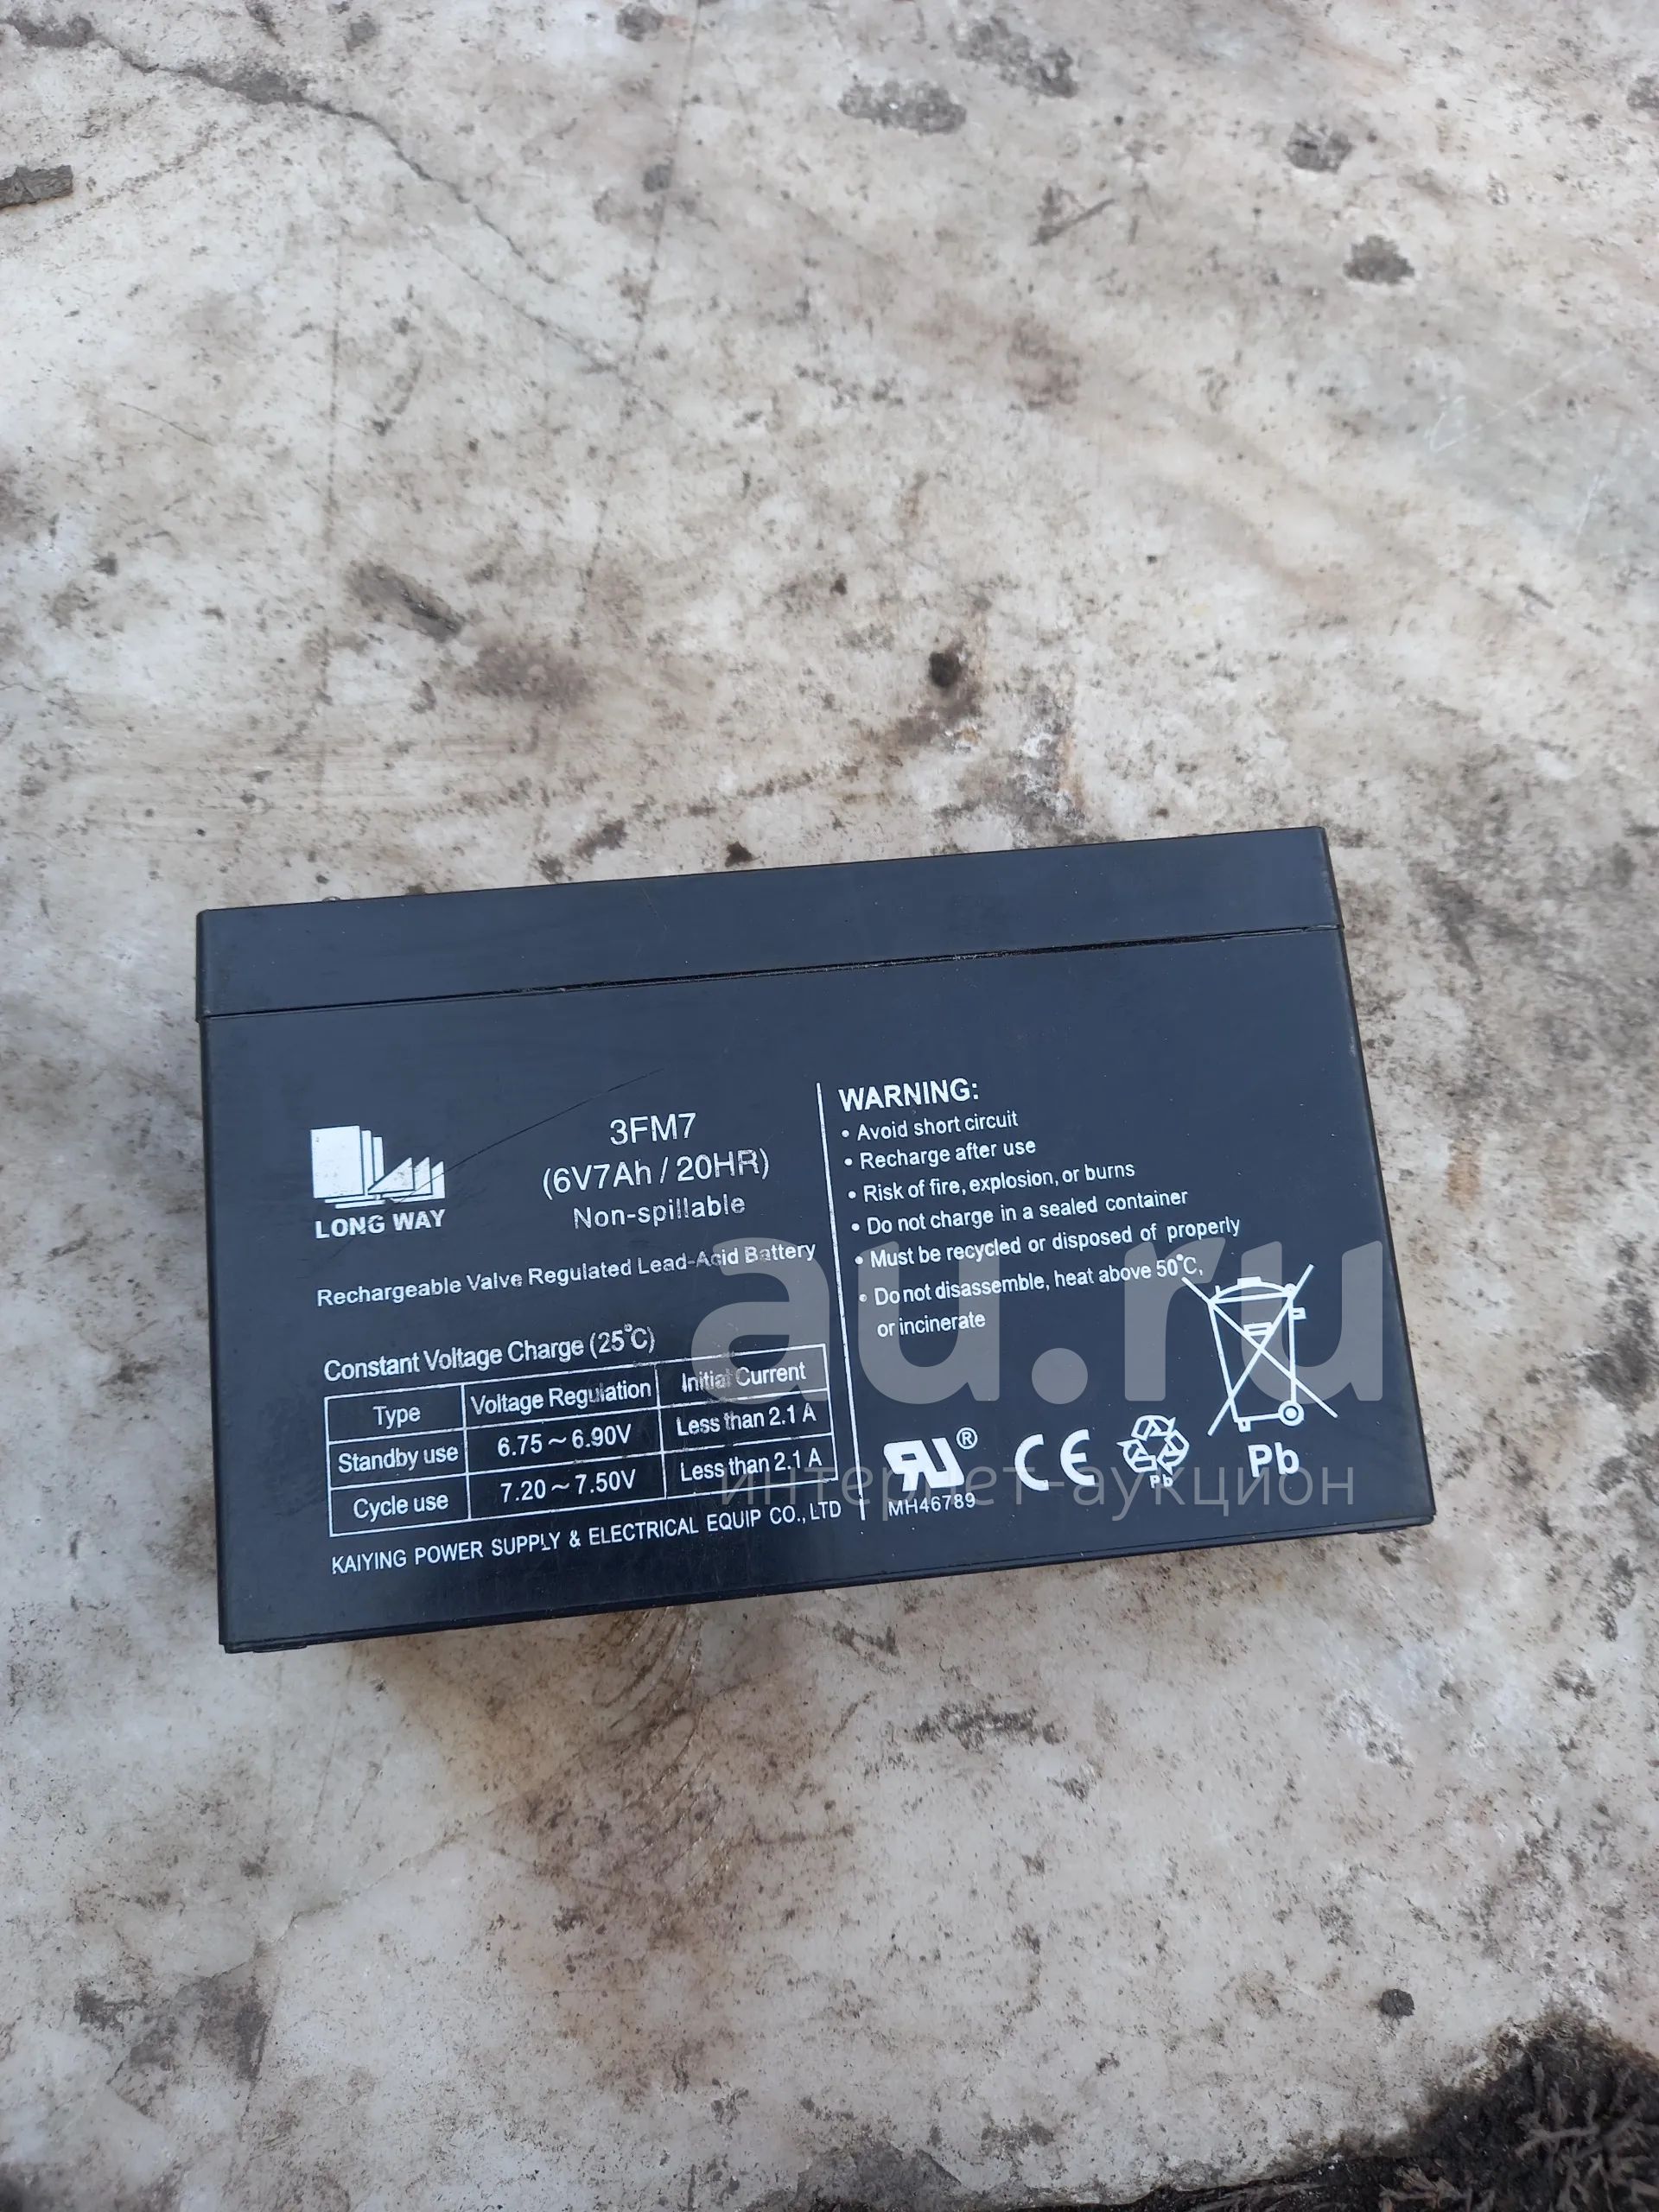 LONG WAY
3FM7
(6V7Ah / 20HR)
Non-spillable
Rechargeable Valve Regulated Lead-Acid Battery
Constant Voltage Charge (25°C)
Type Voltage Regulation Initial Current
Standby use 6.75~6.90V Less than 2.1 A
Cycle use 7.20~7.50V Less than 2.1 A
KAIYING POWER SUPPLY & ELECTRICAL EQUIP CO., LTD
WARNING:
• Avoid short circuit
• Recharge after use
• Risk of fire, explosion, or burns
• Do not charge in a sealed container
• Must be recycled or disposed of properly
• Do not disassemble, heat above 50°C,
or incinerate
RU®
MH46789
CE
Pb
Pb
au.ru
интернет-аукцион